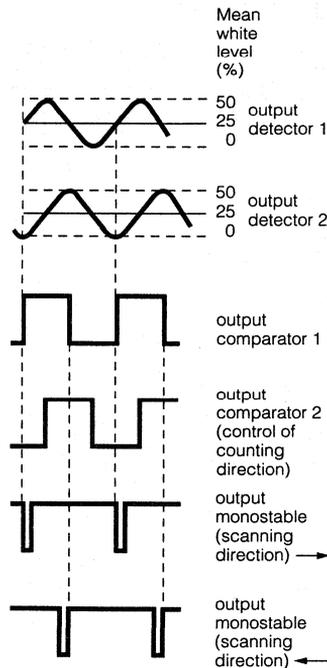 Mean
white
level
(%)
50
25
0
output
detector 1
50
25
0
output
detector 2
output
comparator 1
output
comparator 2
(control of
counting
direction)
output
monostable
(scanning
direction)
output
monostable
(scanning
direction)